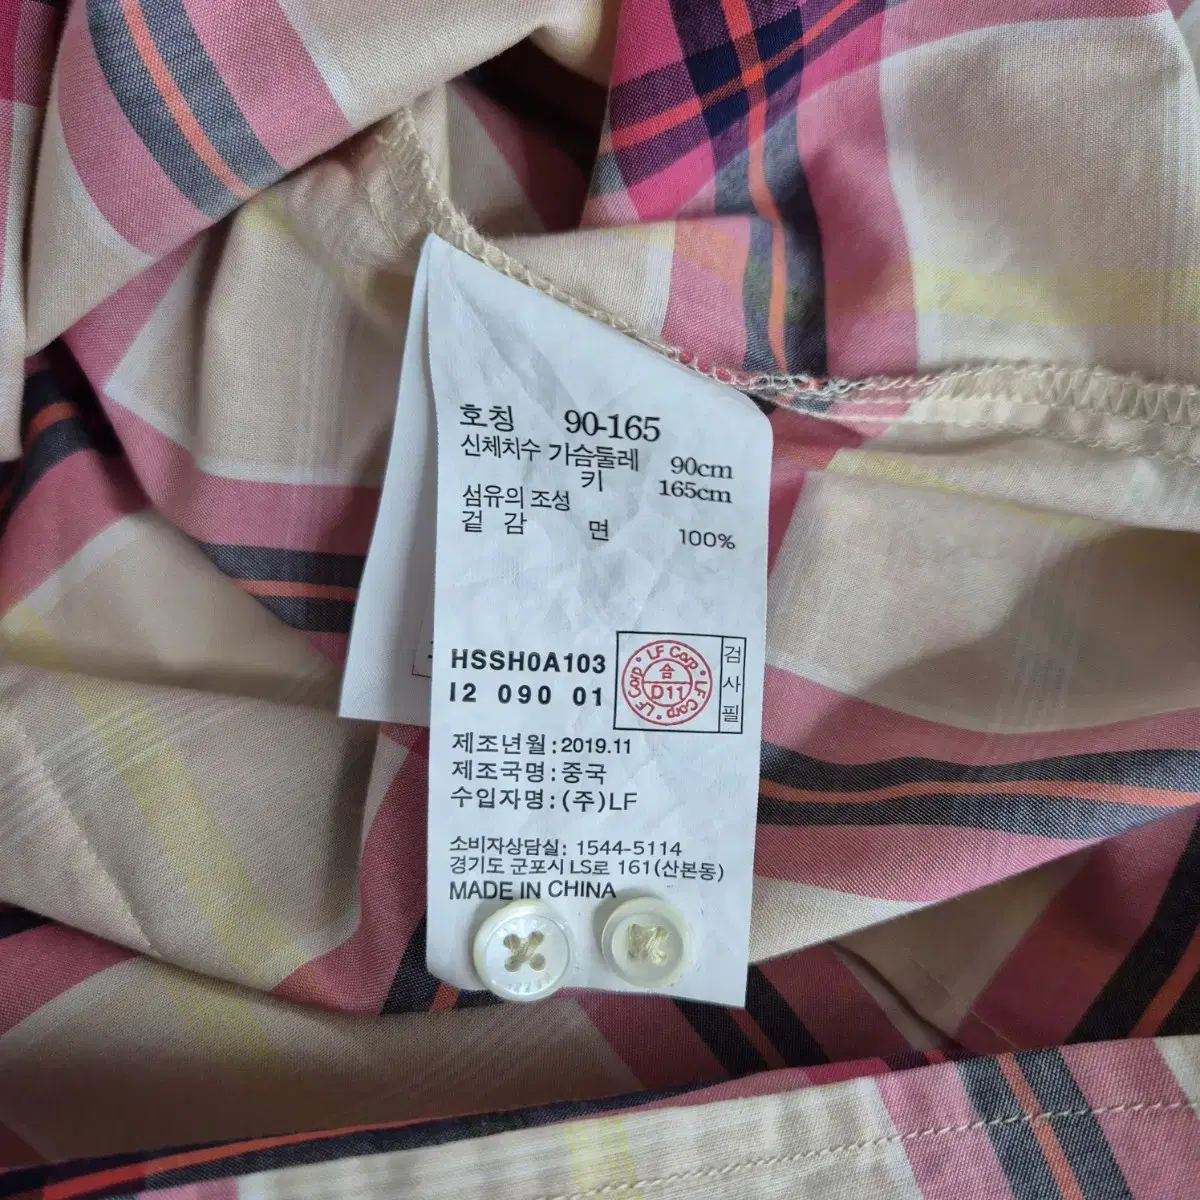 호칭 90-165
신체치수 가슴둘레 90cm
키 165cm
섬유의 조성
겉 감 면 100%
HSSH0A103
I2 090 01
LF Corp · LF Corp · LF Corp ·
合
D11
검
사
필
제조년월:2019.11
제조국명:중국
수입자명:(주)LF
소비자상담실: 1544-5114
경기도 군포시 LS로 161(산본동)
MADE IN CHINA